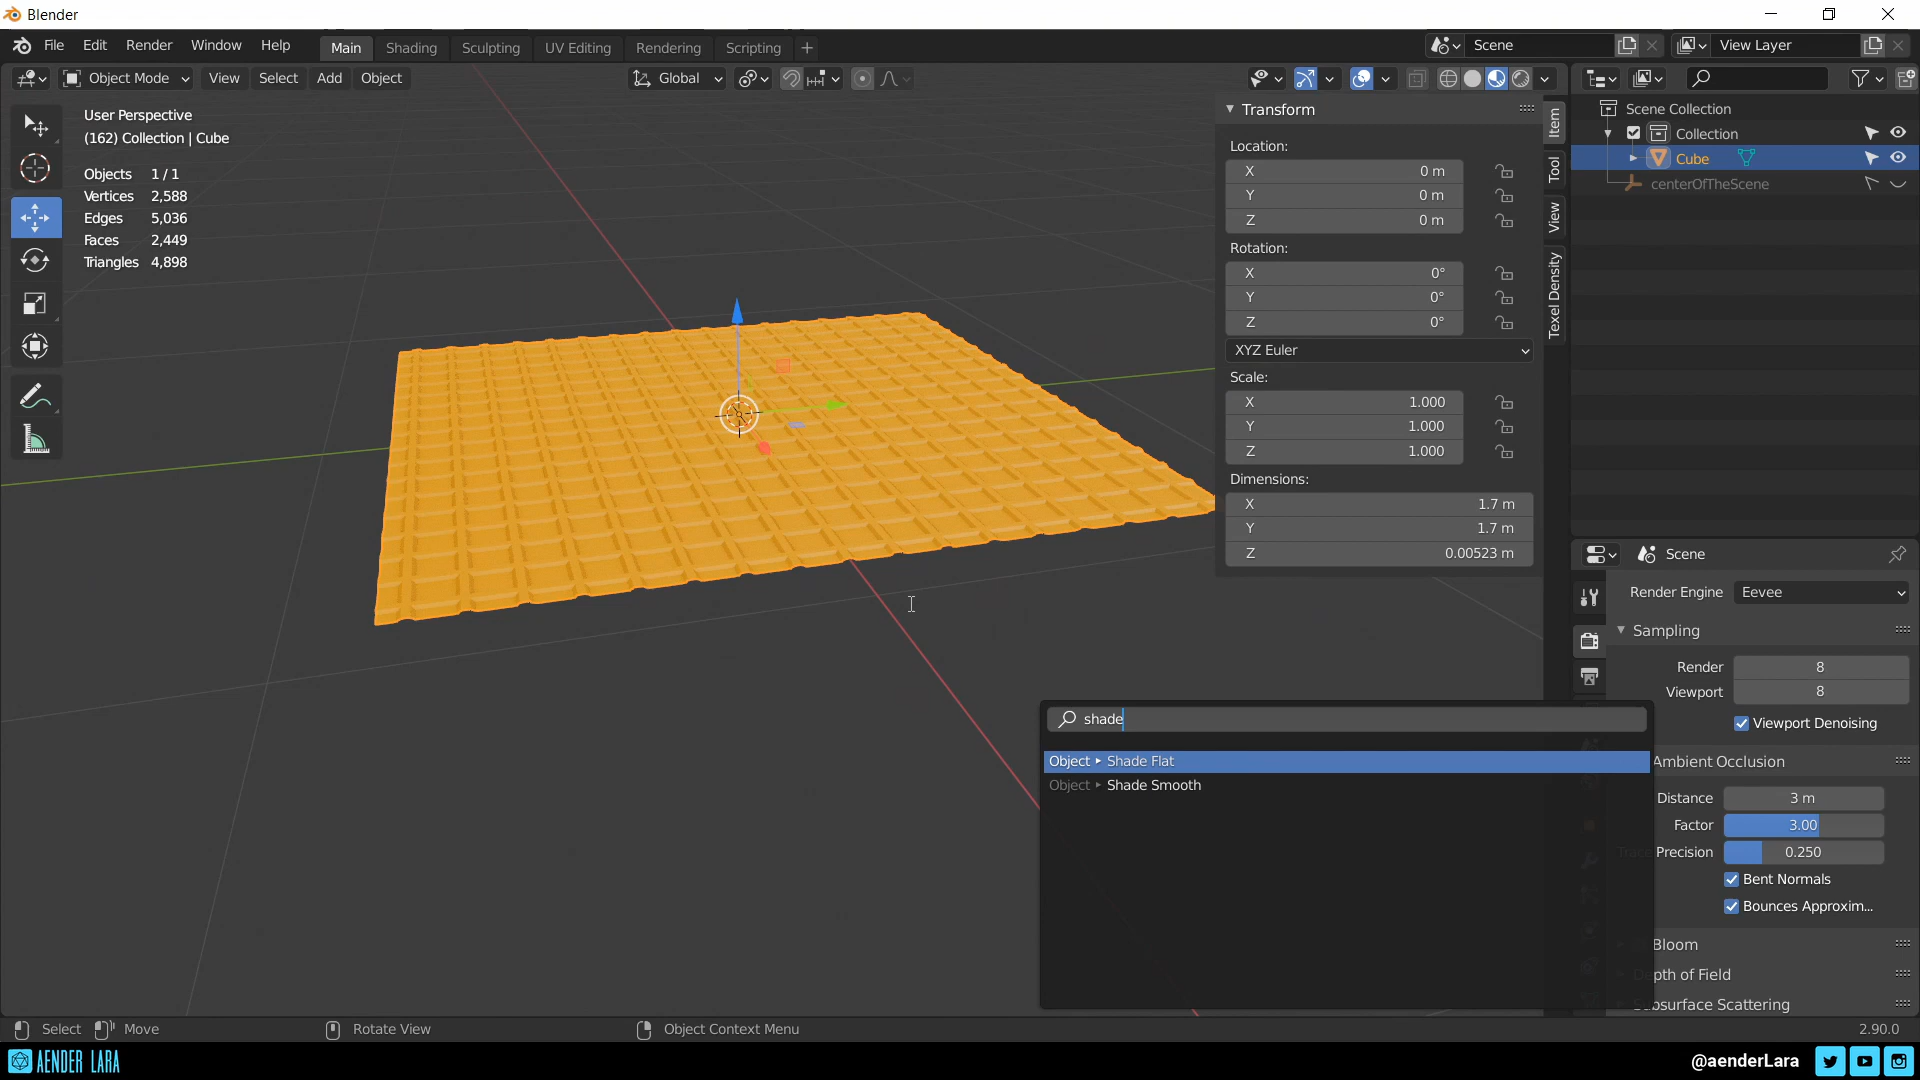 Blender
File Edit Render Window Help Main Shading Sculpting UV Editing Rendering Scripting + Scene View Layer
Object Mode View Select Add Object Global
User Perspective
(162) Collection | Cube
Objects 1 / 1
Vertices 2,588
Edges 5,036
Faces 2,449
Triangles 4,898
Transform
Location:
X 0 m
Y 0 m
Z 0 m
Rotation:
X 0°
Y 0°
Z 0°
XYZ Euler
Scale:
X 1.000
Y 1.000
Z 1.000
Dimensions:
X 1.7 m
Y 1.7 m
Z 0.00523 m
Item
Tool
View
Texel Density
Scene Collection
Collection
Cube
centerOfTheScene
Scene
Render Engine Eevee
Sampling
Render 8
Viewport 8
Viewport Denoising
Ambient Occlusion
Distance 3 m
Factor 3.00
Trace Precision 0.250
Bent Normals
Bounces Approxim...
Bloom
Depth of Field
Subsurface Scattering
shade
Object ▸ Shade Flat
Object ▸ Shade Smooth
Select Move Rotate View Object Context Menu 2.90.0
AENDER LARA @aenderLara